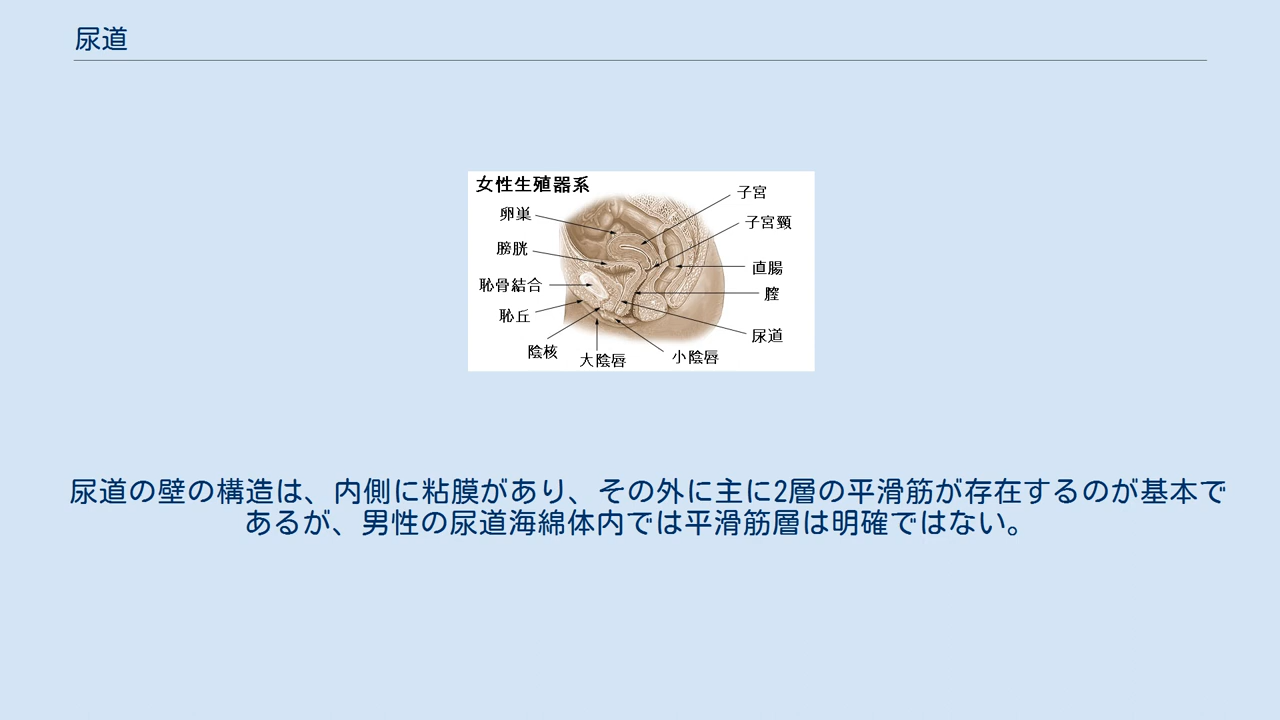 尿道
女性生殖器系
卵巣
膀胱
恥骨結合
恥丘
陰核
大陰唇
小陰唇
子宮
子宮頸
直腸
膣
尿道
尿道の壁の構造は、内側に粘膜があり、その外に主に2層の平滑筋が存在するのが基本で
あるが、男性の尿道海綿体内では平滑筋層は明確ではない。